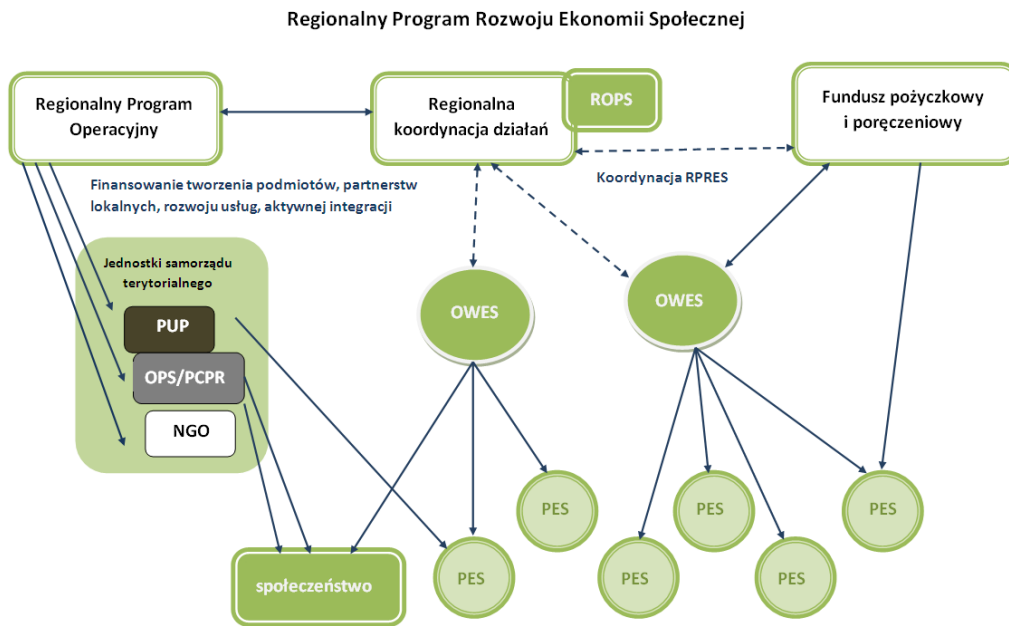 Regionalny Program Rozwoju Ekonomii Społecznej
Regionalny Program
Operacyjny
Regionalna
koordynacja działań
ROPS
Fundusz pożyczkowy
i poręczeniowy
Finansowanie tworzenia podmiotów, partnerstw
lokalnych, rozwoju usług, aktywnej integracji
Koordynacja RPRES
Jednostki samorządu
terytorialnego
PUP
OPS/PCPR
NGO
OWES
OWES
PES
PES
PES
społeczeństwo
PES
PES
PES